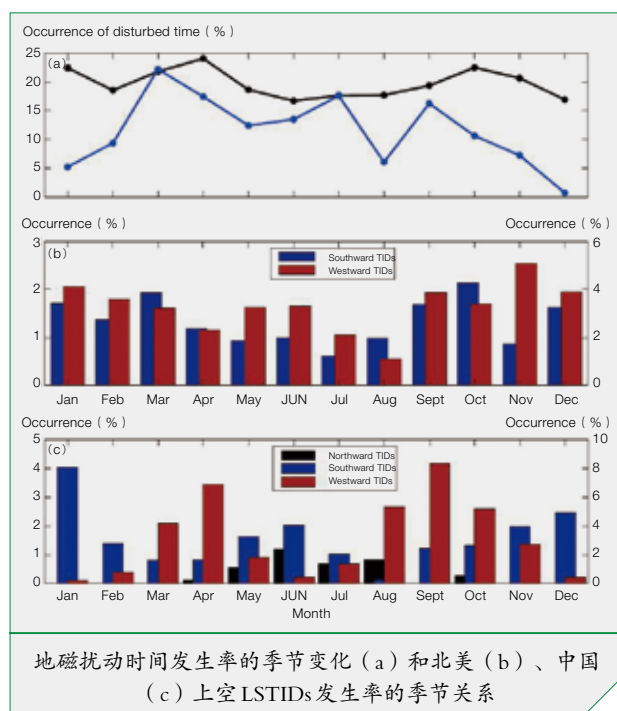 Occurrence of disturbed time（%）
25
(a)
20
15
10
5
0
Occurrence（%）
Occurrence（%）
3
6
(b)
Southward TIDs
Westward TIDs
2
4
1
2
0
0
Jan Feb Mar Apr May JUN Jul Aug Sept Oct Nov Dec
Occurrence（%）
Occurrence（%）
5
10
(c)
Northward TIDs
Southward TIDs
Westward TIDs
4
8
3
6
2
4
1
2
0
0
Jan Feb Mar Apr May JUN Jul Aug Sept Oct Nov Dec
Month
地磁扰动时间发生率的季节变化（a）和北美（b）、中国
（c）上空LSTIDs发生率的季节关系